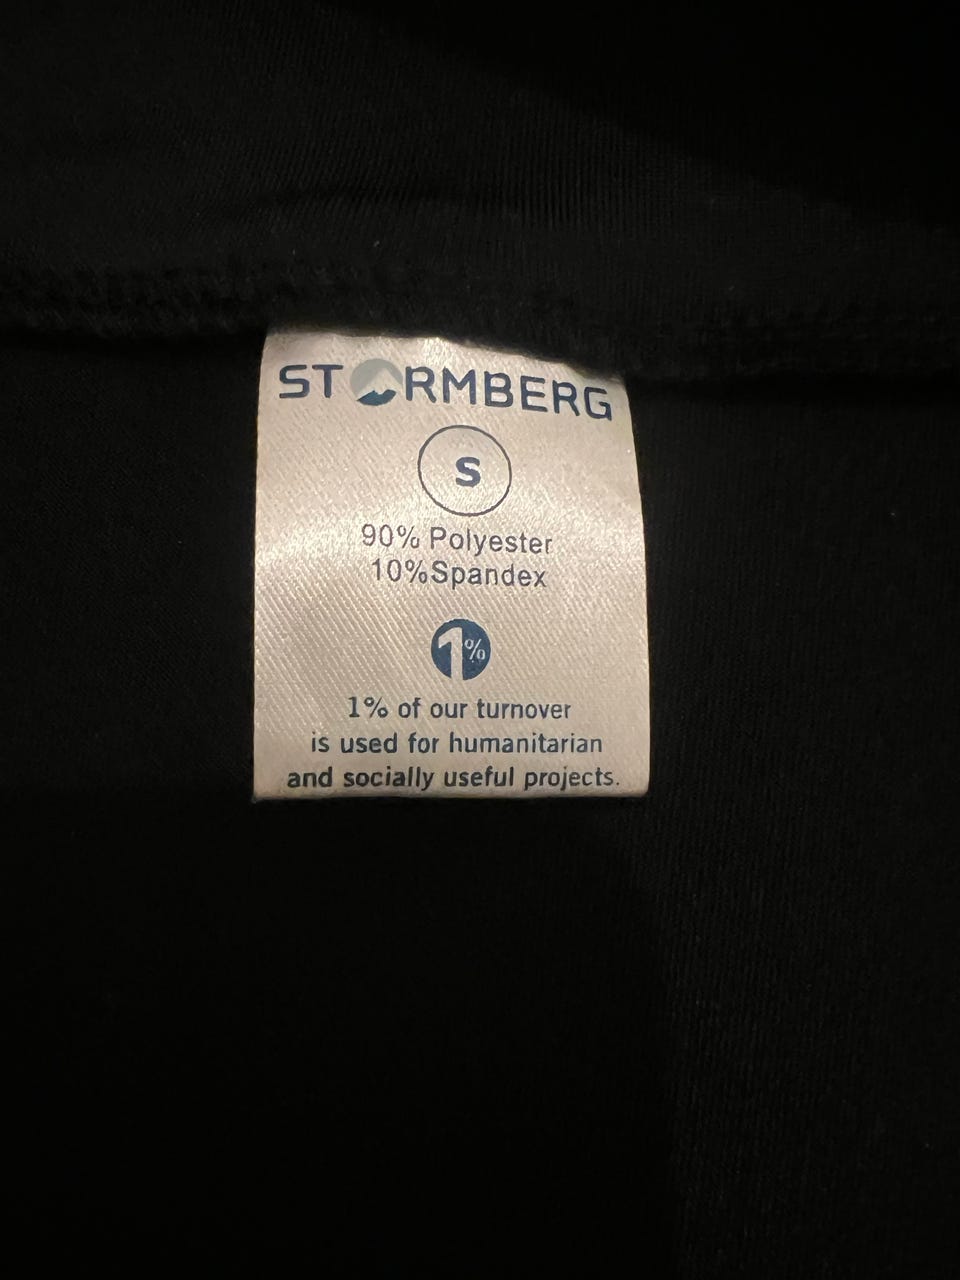 STORMBERG
S
90% Polyester
10%Spandex
1%
1% of our turnover
is used for humanitarian
and socially useful projects.